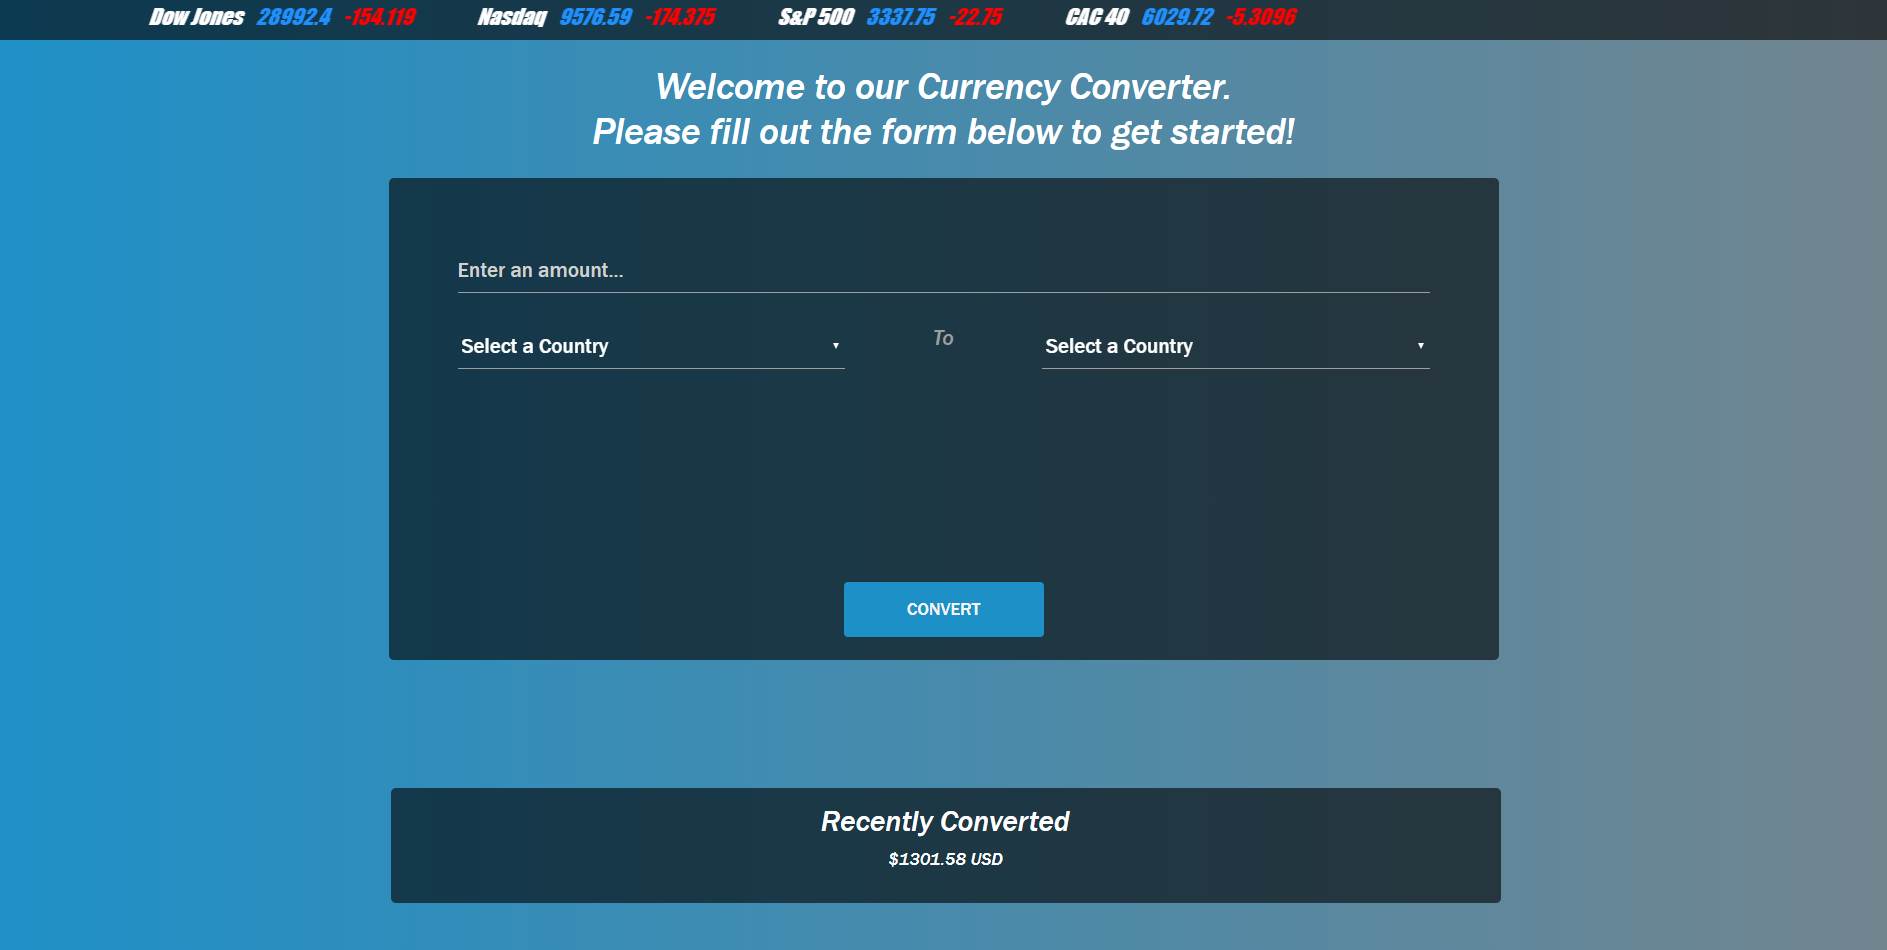 Dow Jones 28992.4 -154.119 Nasdaq 9576.59 -174.375 S&P 500 3337.75 -22.75 CAC 40 6029.72 -5.3096
Welcome to our Currency Converter.
Please fill out the form below to get started!
Enter an amount...
Select a Country To Select a Country
CONVERT
Recently Converted
$1301.58 USD